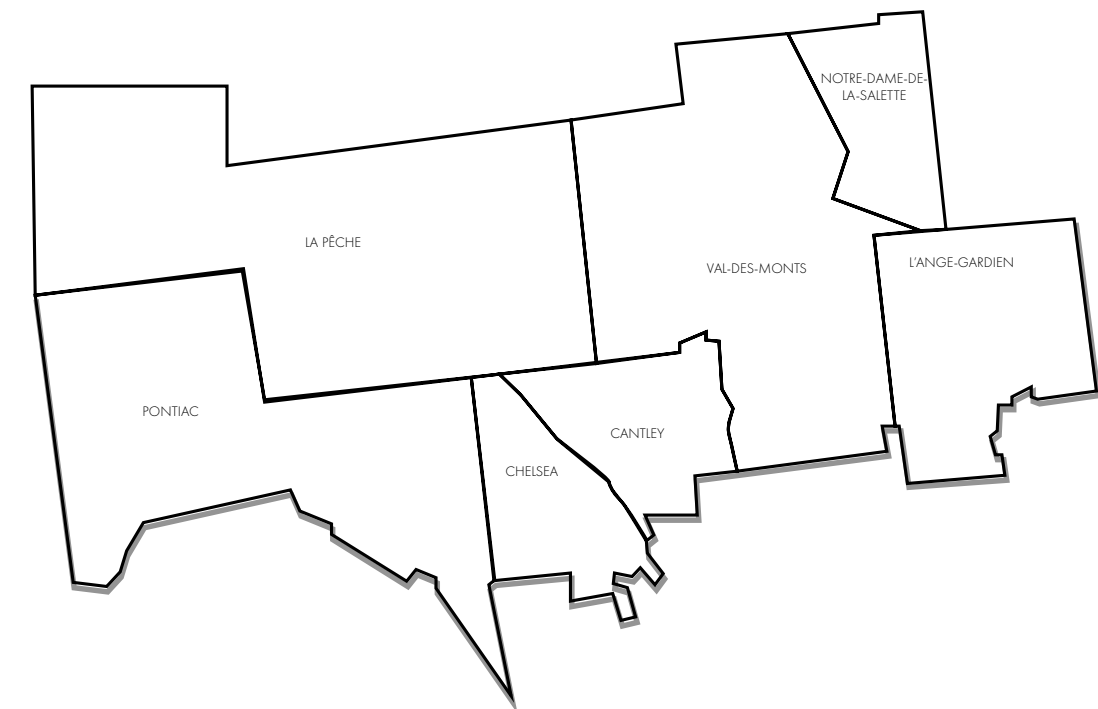 NOTRE-DAME-DE-
LA-SALETTE
LA PÊCHE
VAL-DES-MONTS
L'ANGE-GARDIEN
PONTIAC
CANTLEY
CHELSEA